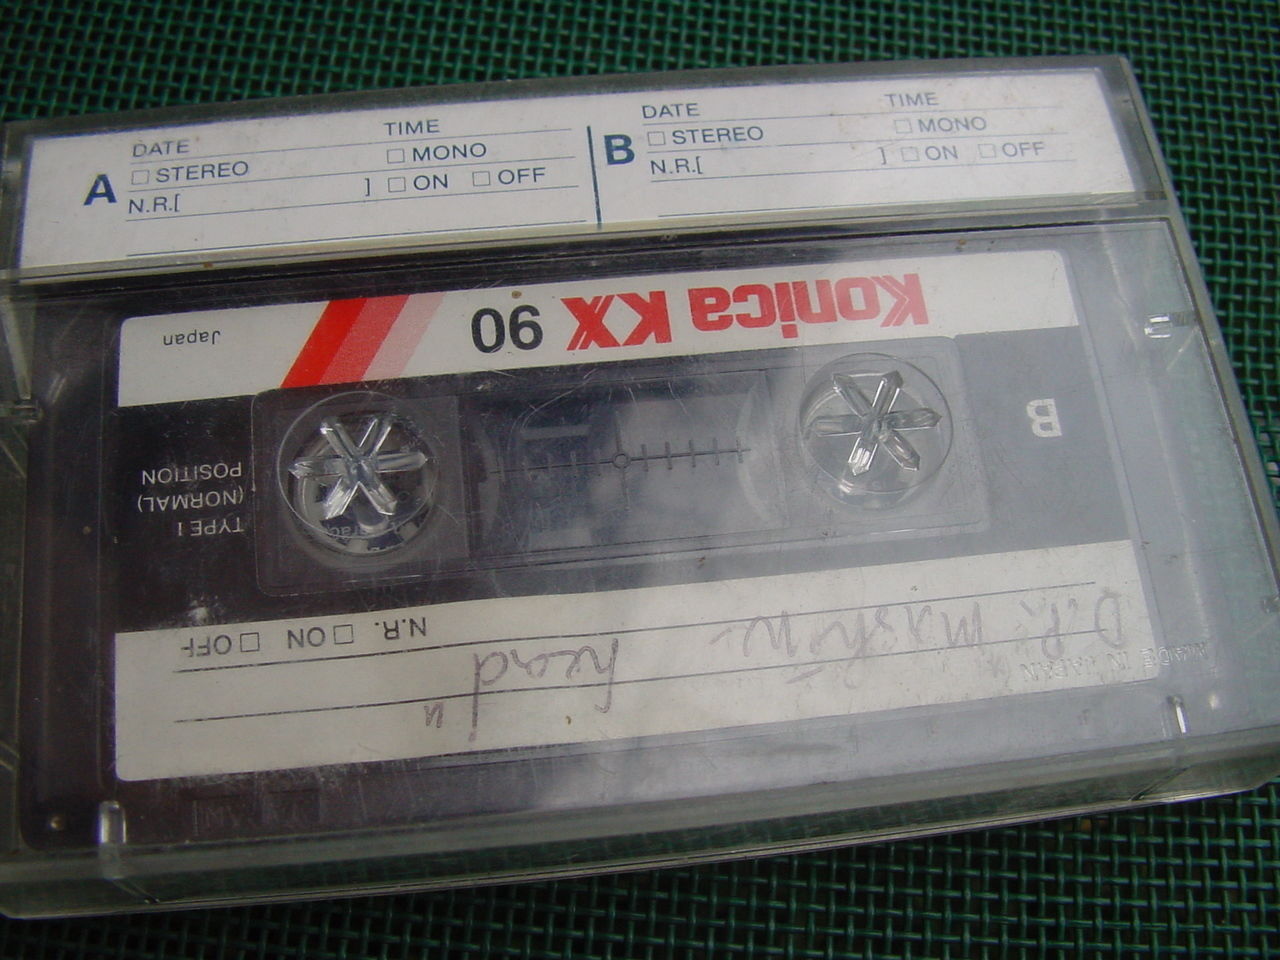 DATE TIME
☐ STEREO ☐ MONO
A N.R.[ ] ☐ ON ☐ OFF
DATE TIME
☐ STEREO ☐ MONO
B N.R.[ ] ☐ ON ☐ OFF
MADE IN JAPAN
head
N.R. ☐ ON ☐ OFF
B
TYPE I
(NORMAL)
POSITION
Konica KX 90
Japan